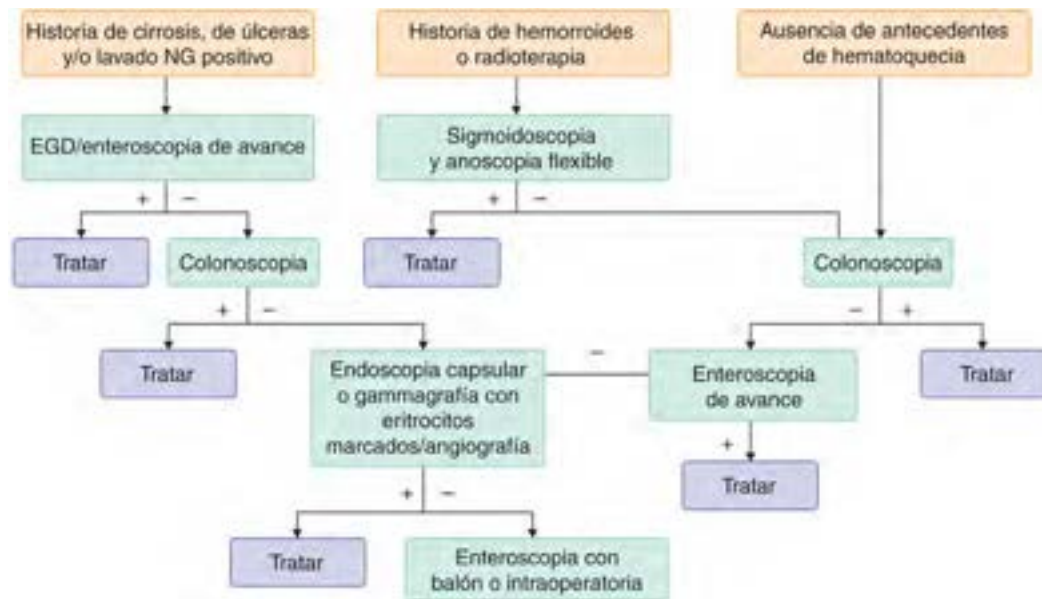 Historia de cirrosis, de úlceras
y/o lavado NG positivo
Historia de hemorroides
o radioterapia
Ausencia de antecedentes
de hematoquecia
EGD/enteroscopia de avance
Sigmoidoscopia
y anoscopia flexible
+ −
+ −
Tratar
Colonoscopia
Tratar
Colonoscopia
+ −
− +
Tratar
Endoscopia capsular
o gammagrafía con
eritrocitos
marcados/angiografía
−
Enteroscopia
de avance
Tratar
+
Tratar
+ −
Tratar
Enteroscopia con
balón o intraoperatoria